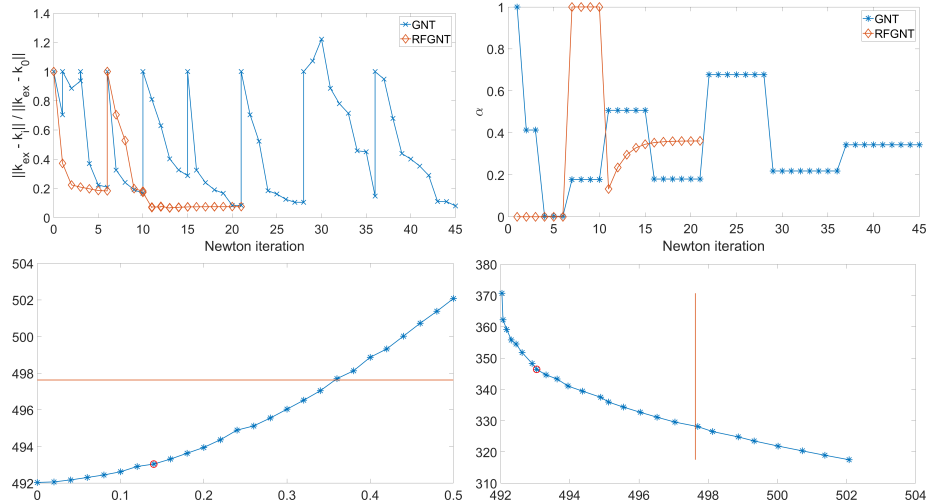 1.4
1.2
1
0.8
0.6
0.4
0.2
0
||k_ex - k_i|| / ||k_ex - k_0||
GNT
RFGNT
0 5 10 15 20 25 30 35 40 45
Newton iteration
1
0.8
0.6
0.4
0.2
0
α
GNT
RFGNT
0 5 10 15 20 25 30 35 40 45
Newton iteration
504
502
500
498
496
494
492
0 0.1 0.2 0.3 0.4 0.5
380
370
360
350
340
330
320
310
492 494 496 498 500 502 504